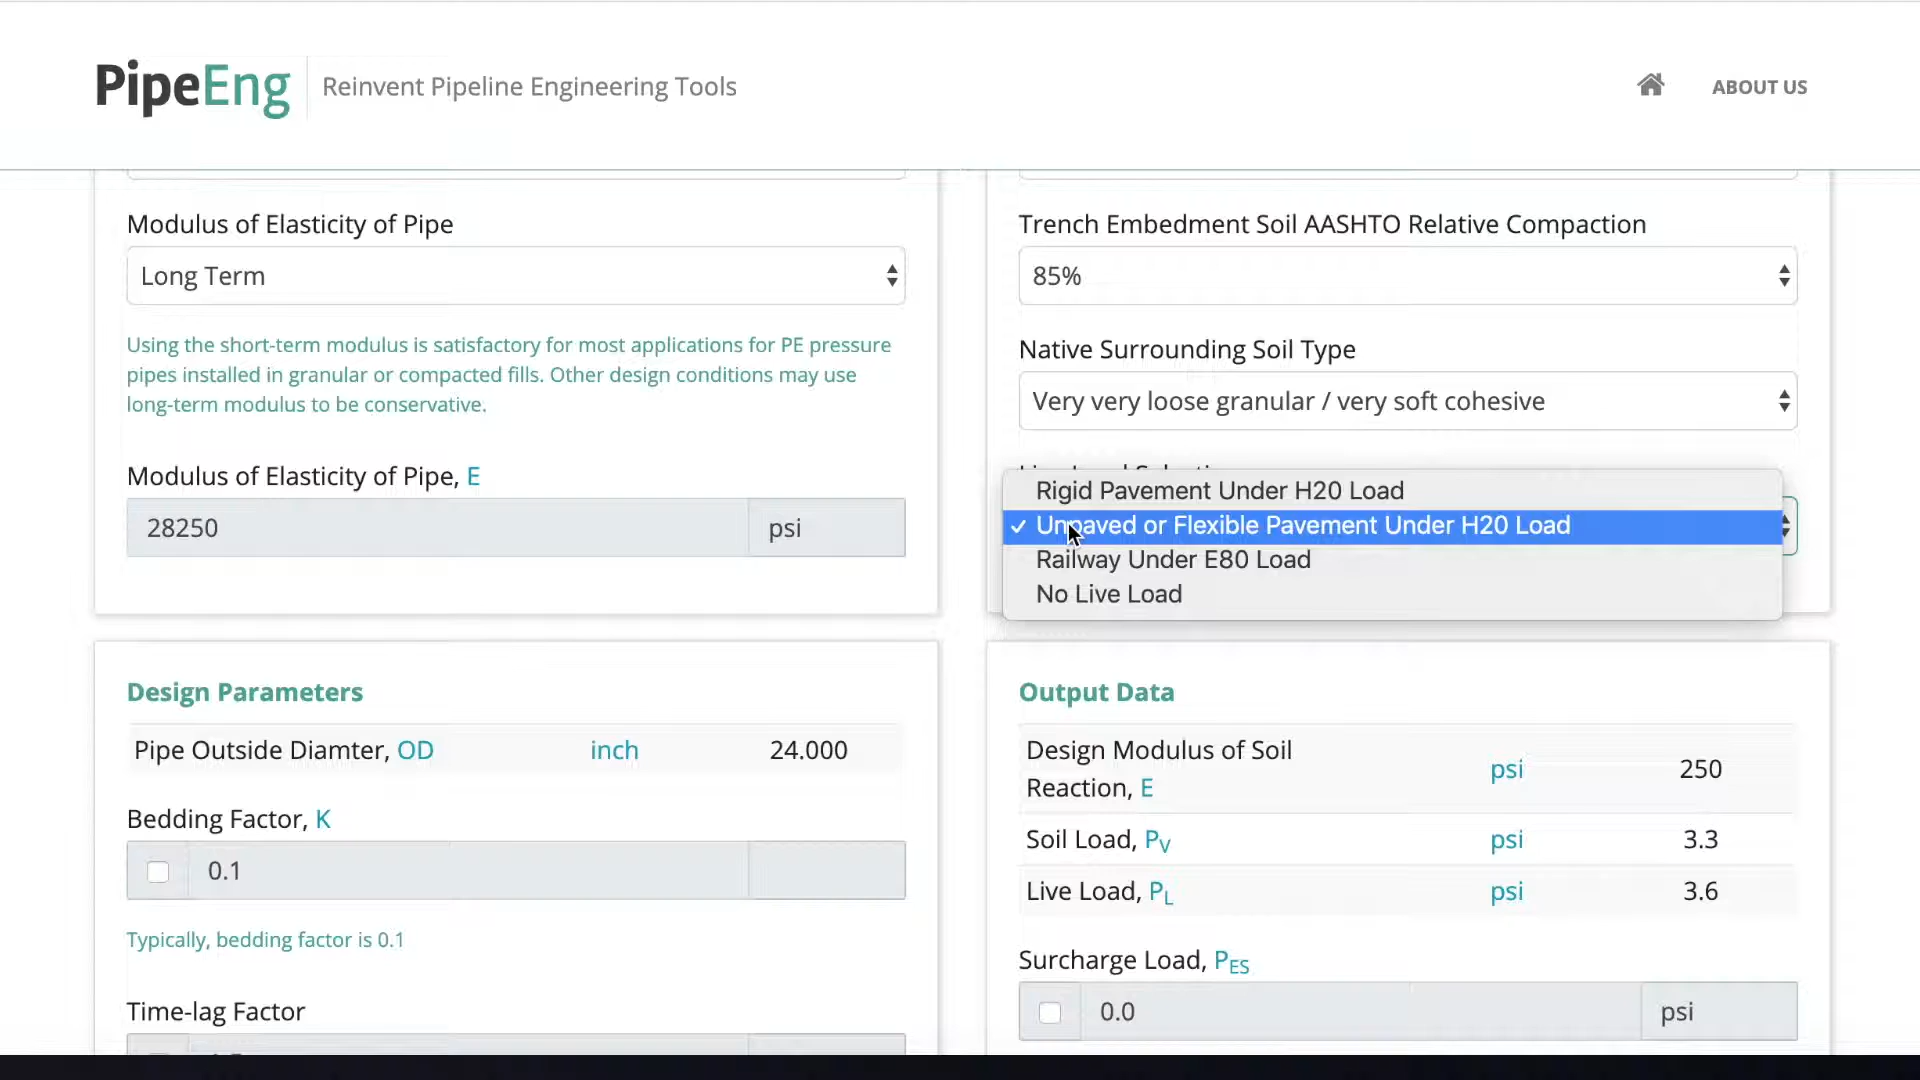 PipeEng
Reinvent Pipeline Engineering Tools
ABOUT US
Modulus of Elasticity of Pipe
Long Term
Using the short-term modulus is satisfactory for most applications for PE pressure
pipes installed in granular or compacted fills. Other design conditions may use
long-term modulus to be conservative.
Modulus of Elasticity of Pipe, E
28250
psi
Trench Embedment Soil AASHTO Relative Compaction
85%
Native Surrounding Soil Type
Very very loose granular / very soft cohesive
Rigid Pavement Under H20 Load
✓ Unpaved or Flexible Pavement Under H20 Load
Railway Under E80 Load
No Live Load
Design Parameters
Pipe Outside Diamter, OD inch 24.000
Bedding Factor, K
0.1
Typically, bedding factor is 0.1
Time-lag Factor
Output Data
Design Modulus of Soil
Reaction, E psi 250
Soil Load, PV psi 3.3
Live Load, PL psi 3.6
Surcharge Load, PES
0.0 psi